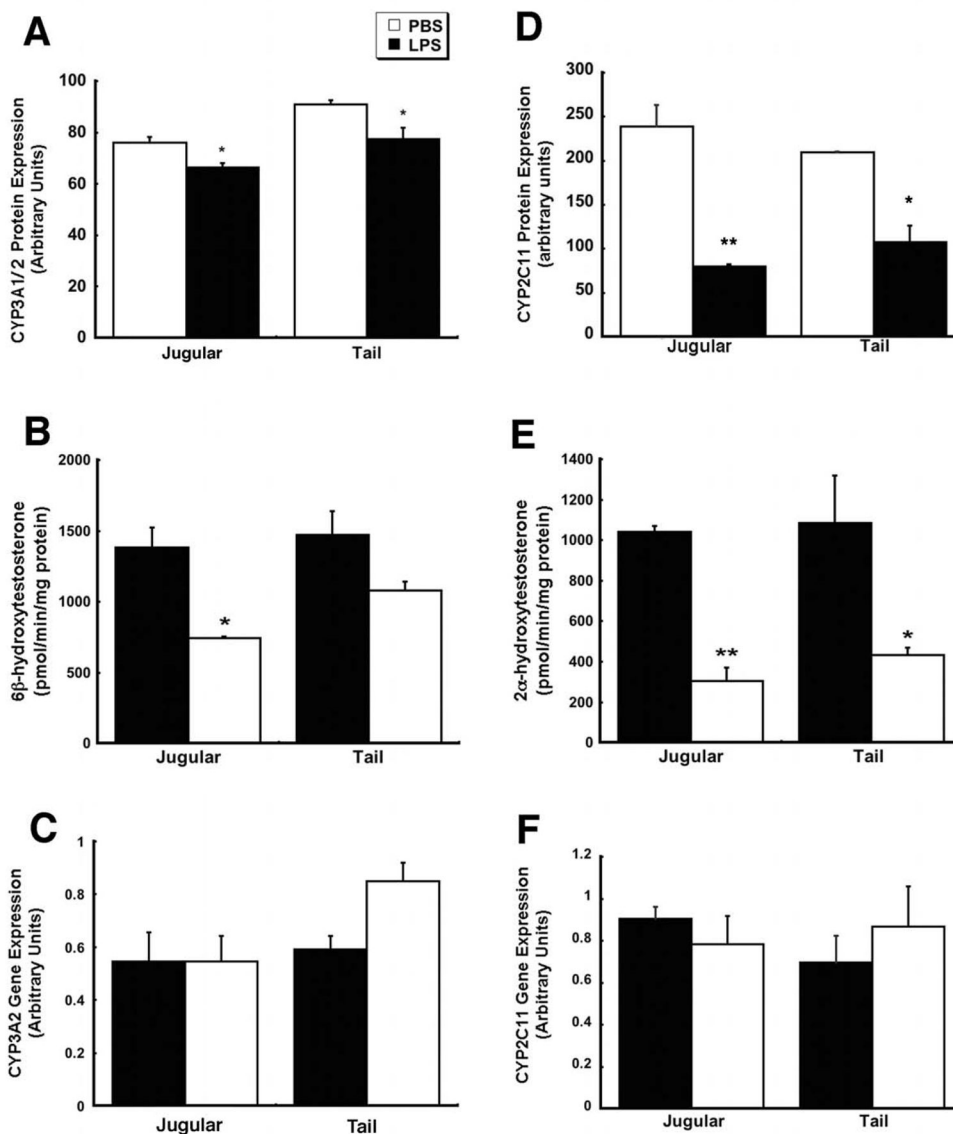 A
PBS
LPS
CYP3A1/2 Protein Expression
(Arbitrary Units)
100
80
60
40
20
0
*
*
Jugular
Tail
D
CYP2C11 Protein Expression
(arbitrary units)
300
250
200
150
100
50
0
**
*
Jugular
Tail
B
6β-hydroxytestosterone
(pmol/min/mg protein)
2000
1500
1000
500
0
*
Jugular
Tail
E
2α-hydroxytestosterone
(pmol/min/mg protein)
1400
1200
1000
800
600
400
200
0
**
*
Jugular
Tail
C
CYP3A2 Gene Expression
(Arbitrary Units)
1
0.8
0.6
0.4
0.2
0
Jugular
Tail
F
CYP2C11 Gene Expression
(Arbitrary Units)
1.2
1
0.8
0.6
0.4
0.2
0
Jugular
Tail